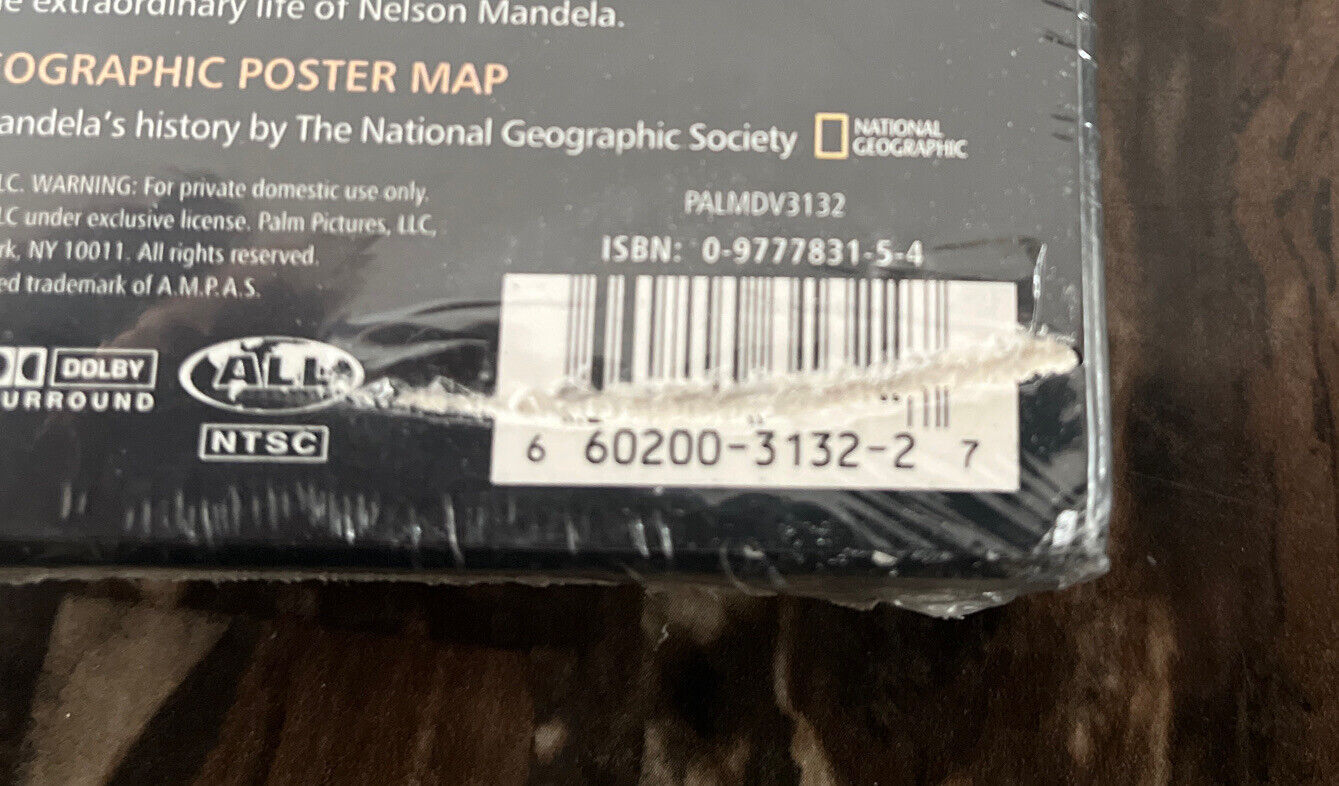 extraordinary life of Nelson Mandela.
OGRAPHIC POSTER MAP
andela's history by The National Geographic Society
NATIONAL
GEOGRAPHIC
LC. WARNING: For private domestic use only.
LC under exclusive license. Palm Pictures, LLC,
rk, NY 10011. All rights reserved.
ed trademark of A.M.P.A.S.
PALMDV3132
ISBN: 0-9777831-5-4
DOLBY
URROUND
ALL
NTSC
6 60200-3132-2 7